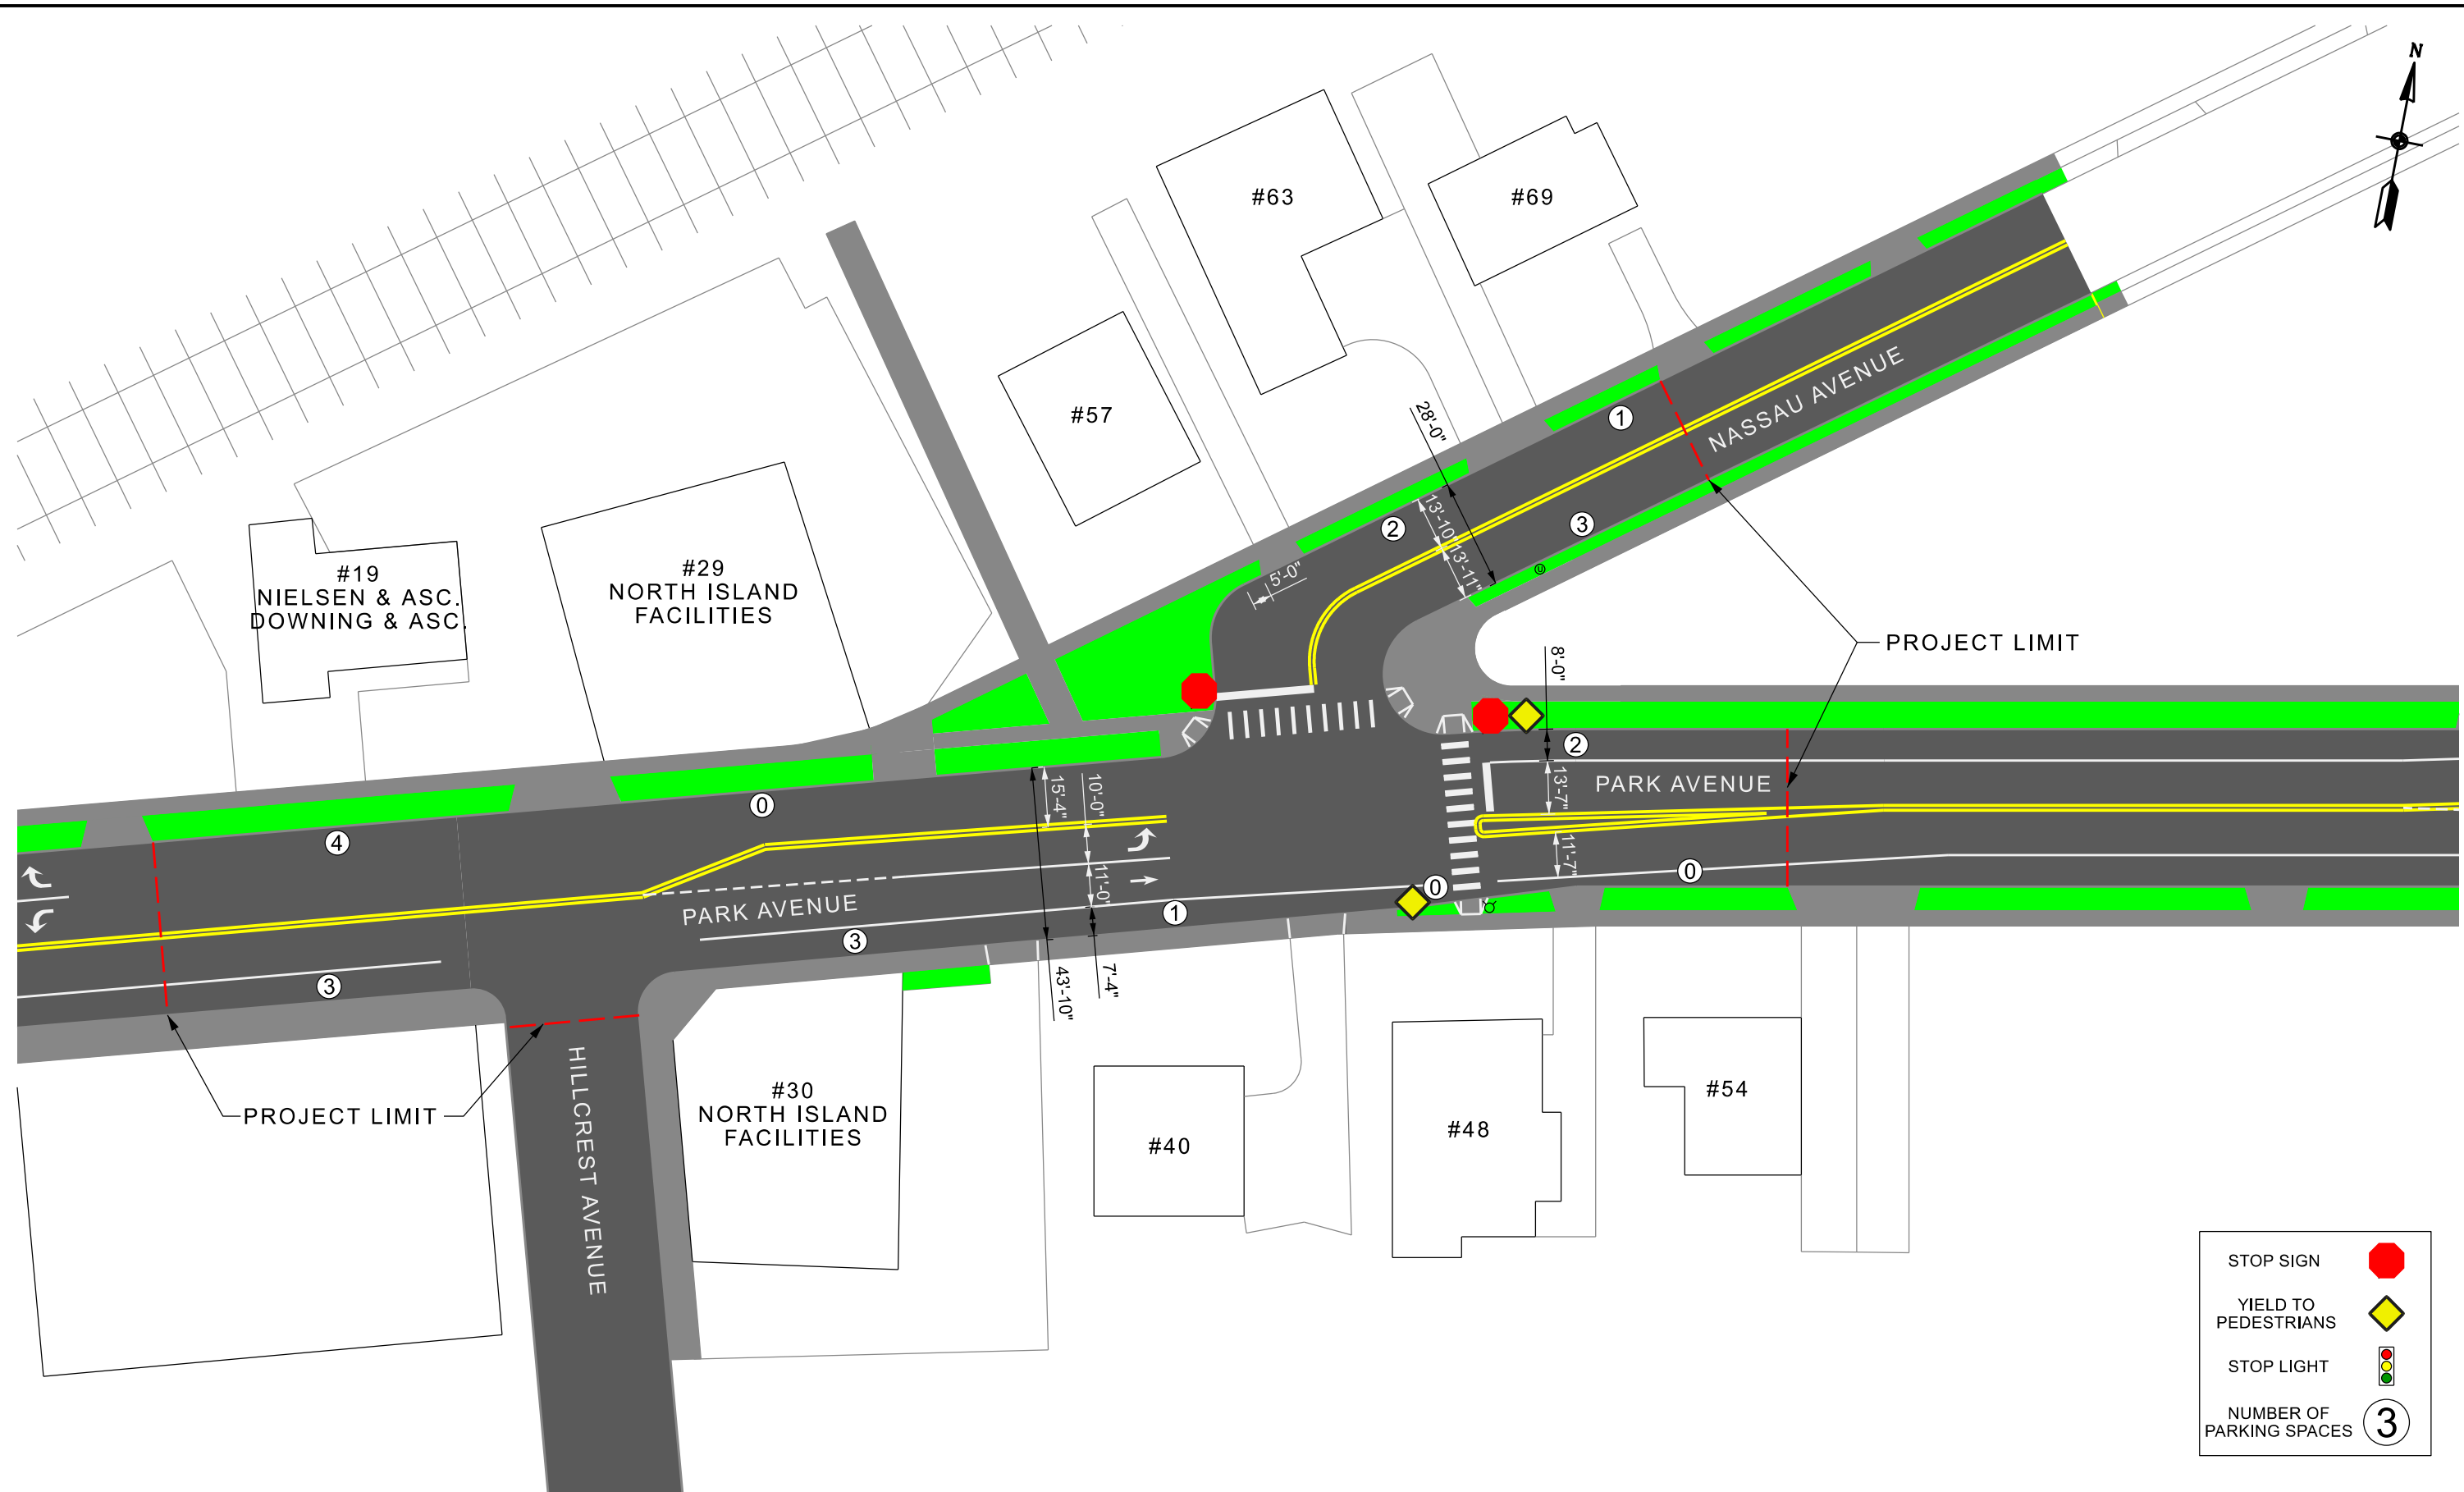 N
#63
#69
#57
28'-0"
1
NASSAU AVENUE
2
13'-10"
13'-11"
3
5'-0"
#19
NIELSEN & ASC.
DOWNING & ASC.
#29
NORTH ISLAND
FACILITIES
PROJECT LIMIT
8'-0"
2
13'-7"
PARK AVENUE
11'-7"
0
4
0
15'-4"
10'-0"
11'-0"
PARK AVENUE
0
1
3
3
43'-10"
7'-4"
PROJECT LIMIT
HILLCREST AVENUE
#30
NORTH ISLAND
FACILITIES
#40
#48
#54
STOP SIGN
YIELD TO
PEDESTRIANS
STOP LIGHT
NUMBER OF
PARKING SPACES
3